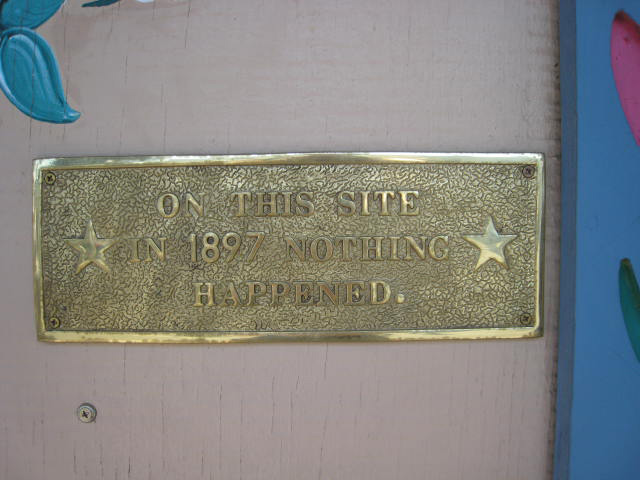 ON THIS SITE
IN 1897 NOTHING
HAPPENED.